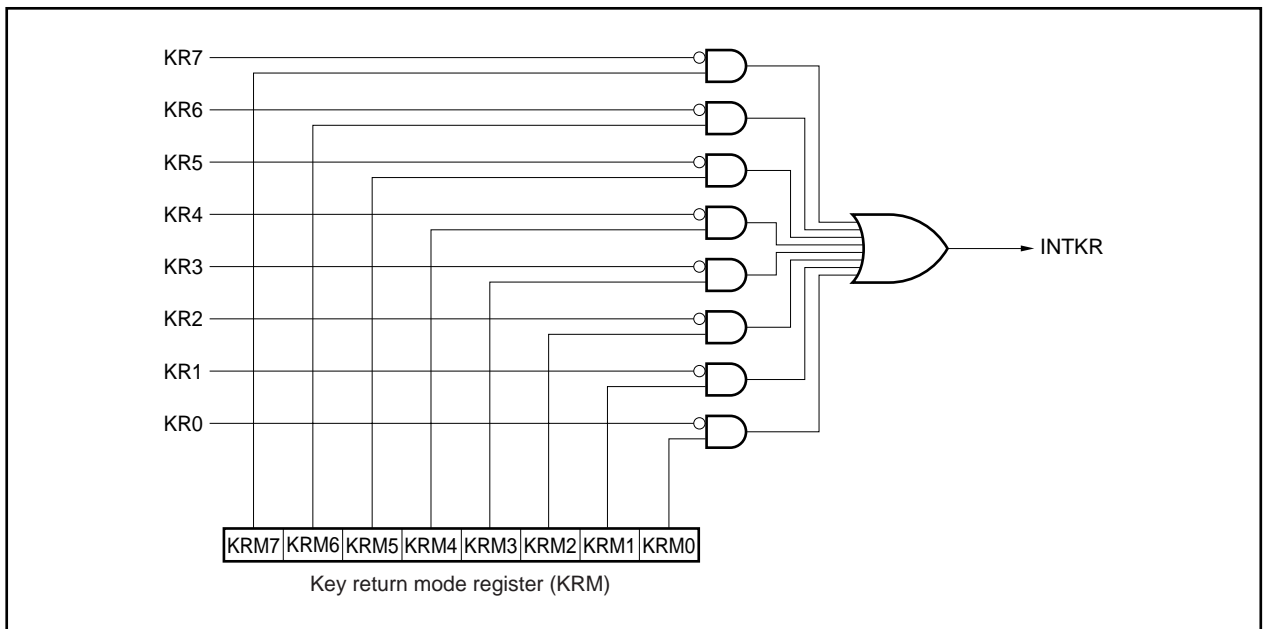 KR7
KR6
KR5
KR4
KR3
KR2
KR1
KR0
INTKR
KRM7 KRM6 KRM5 KRM4 KRM3 KRM2 KRM1 KRM0
Key return mode register (KRM)